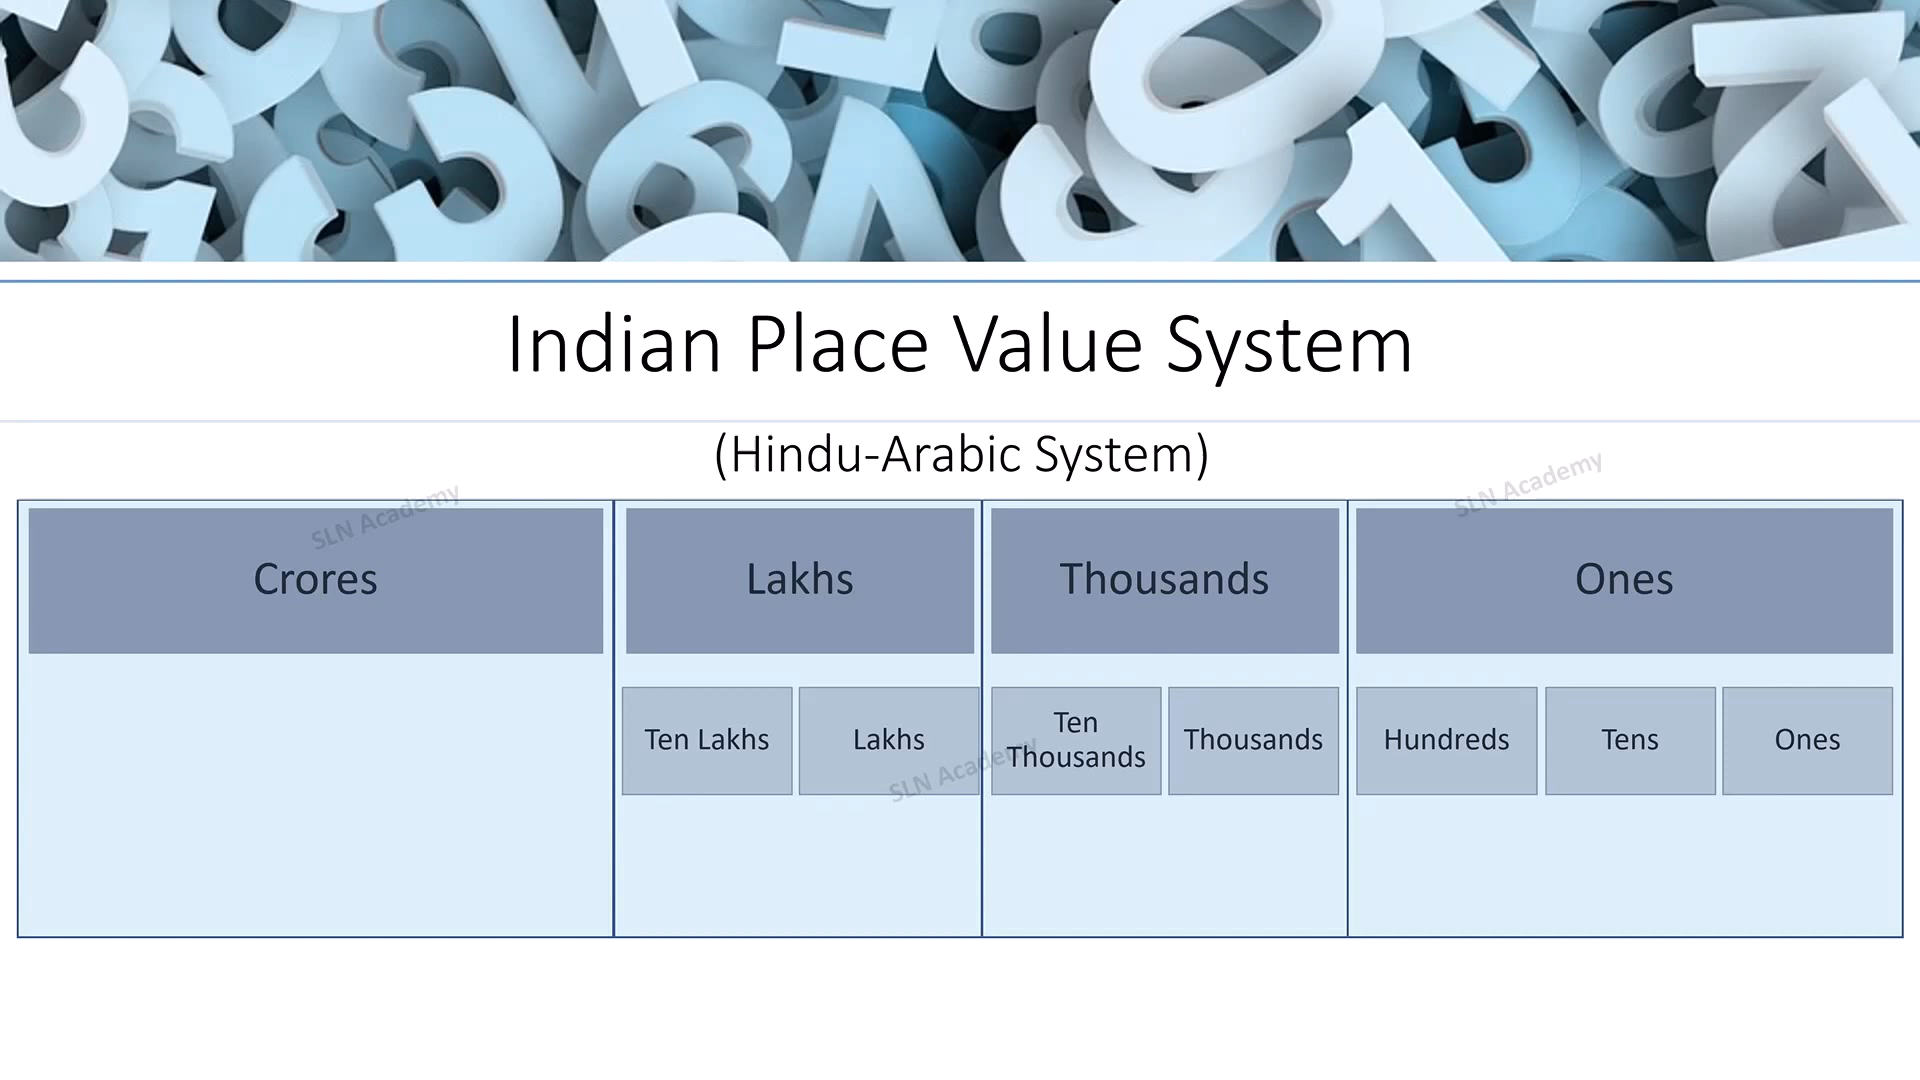 Indian Place Value System
(Hindu-Arabic System)
SLN Academy
SLN Academy
Crores
Lakhs
Thousands
Ones
Ten Lakhs
Lakhs
Ten
Thousands
Thousands
Hundreds
Tens
Ones
SLN Academy